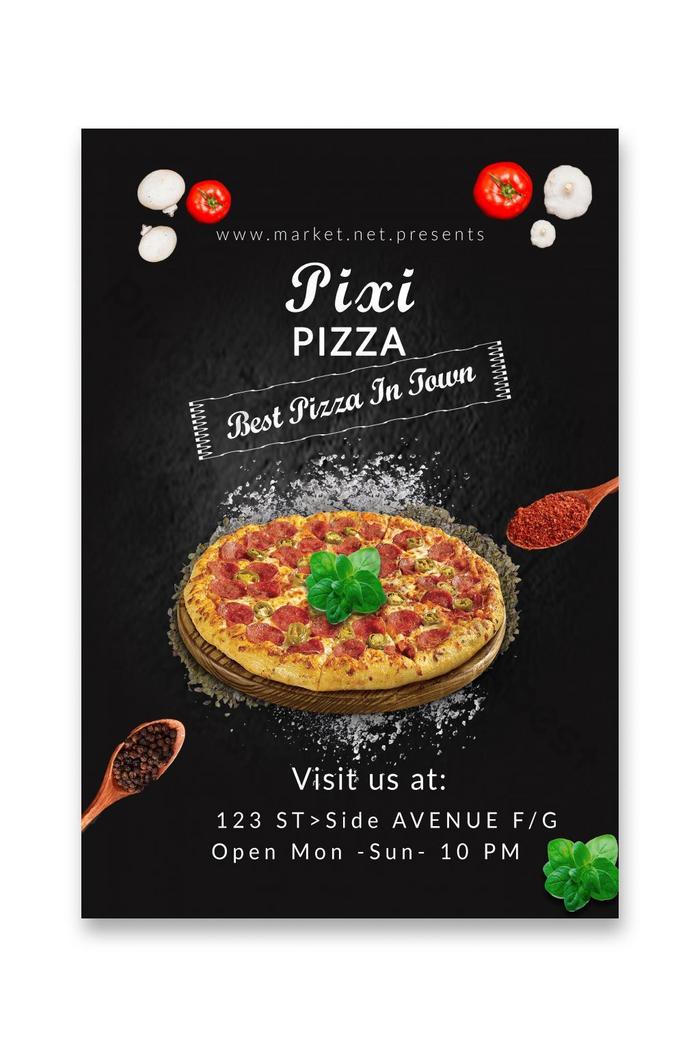 www.market.net.presents
Pixi
PIZZA
Best Pizza In Town
Visit us at:
123 ST>Side AVENUE F/G
Open Mon -Sun- 10 PM